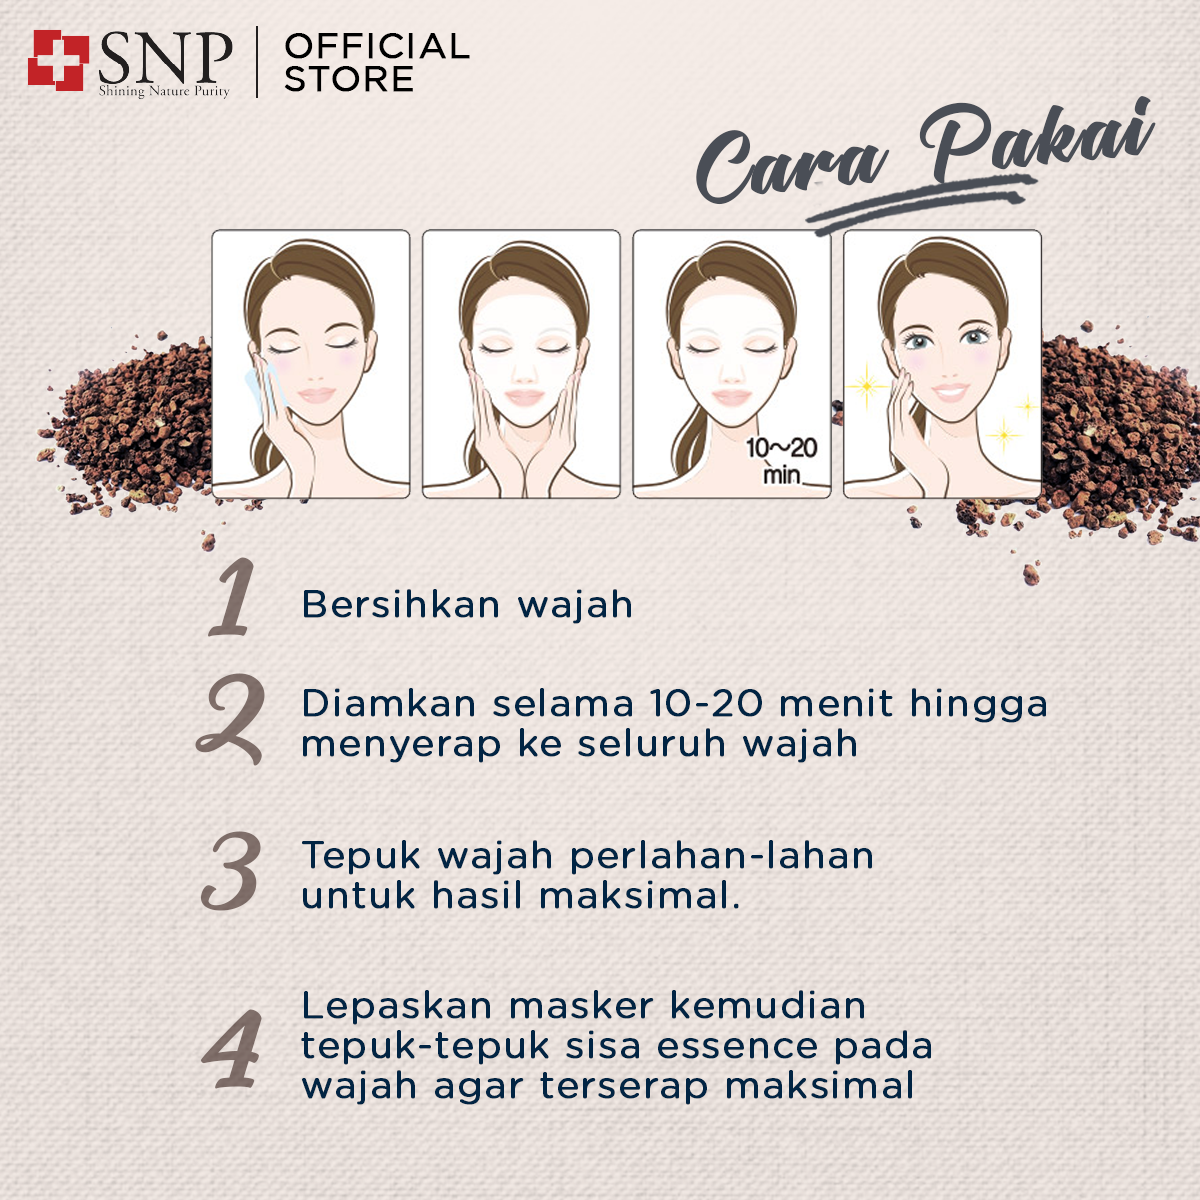 SNP
Shining Nature Purity
OFFICIAL
STORE
Cara Pakai
10~20
min
1
Bersihkan wajah
2
Diamkan selama 10-20 menit hingga
menyerap ke seluruh wajah
3
Tepuk wajah perlahan-lahan
untuk hasil maksimal.
4
Lepaskan masker kemudian
tepuk-tepuk sisa essence pada
wajah agar terserap maksimal